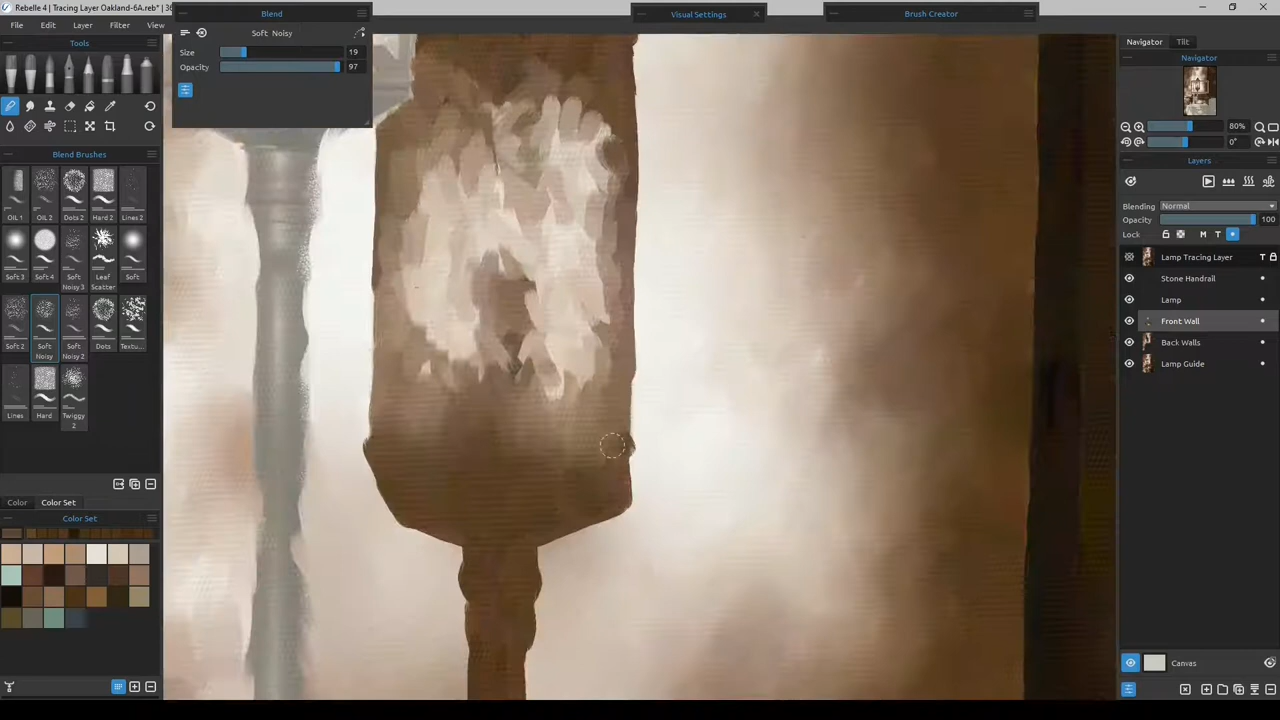 Rebelle 4 | Tracing Layer Oakland-6A.reb* | 36
File Edit Layer Filter View
Tools
Blend
Soft Noisy
Size 19
Opacity 97
Visual Settings
Brush Creator
Blend Brushes
OIL 1 OIL 2 Dots 2 Hard 2 Lines 2
Soft 3 Soft 4 Soft Noisy 3 Leaf Scatter Soft
Soft 2 Soft Noisy Soft Noisy 2 Dots Textu...
Lines Hard Twiggy 2
Color Color Set
Color Set
Navigator Tilt
Navigator
80%
0°
Layers
Blending Normal
Opacity 100
Lock M T
Lamp Tracing Layer T
Stone Handrail
Lamp
Front Wall
Back Walls
Lamp Guide
Canvas